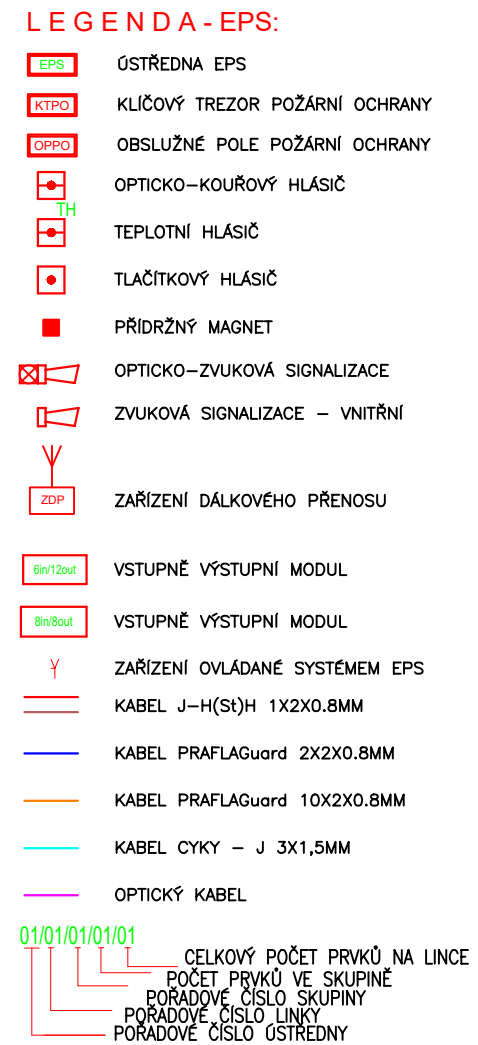 LEGENDA - EPS:
EPS ÚSTŘEDNA EPS
KTPO KLÍČOVÝ TREZOR POŽÁRNÍ OCHRANY
OPPO OBSLUŽNÉ POLE POŽÁRNÍ OCHRANY
OPTICKO-KOUŘOVÝ HLÁSIČ
TH
TEPLOTNÍ HLÁSIČ
TLAČÍTKOVÝ HLÁSIČ
PŘÍDRŽNÝ MAGNET
OPTICKO-ZVUKOVÁ SIGNALIZACE
ZVUKOVÁ SIGNALIZACE - VNITŘNÍ
ZDP ZAŘÍZENÍ DÁLKOVÉHO PŘENOSU
6in/12out VSTUPNĚ VÝSTUPNÍ MODUL
8in/8out VSTUPNĚ VÝSTUPNÍ MODUL
ZAŘÍZENÍ OVLÁDANÉ SYSTÉMEM EPS
KABEL J-H(St)H 1X2X0.8MM
KABEL PRAFLAGuard 2X2X0.8MM
KABEL PRAFLAGuard 10X2X0.8MM
KABEL CYKY - J 3X1,5MM
OPTICKÝ KABEL
01/01/01/01/01
CELKOVÝ POČET PRVKŮ NA LINCE
POČET PRVKŮ VE SKUPINĚ
POŘADOVÉ ČÍSLO SKUPINY
POŘADOVÉ ČÍSLO LINKY
POŘADOVÉ ČÍSLO ÚSTŘEDNY